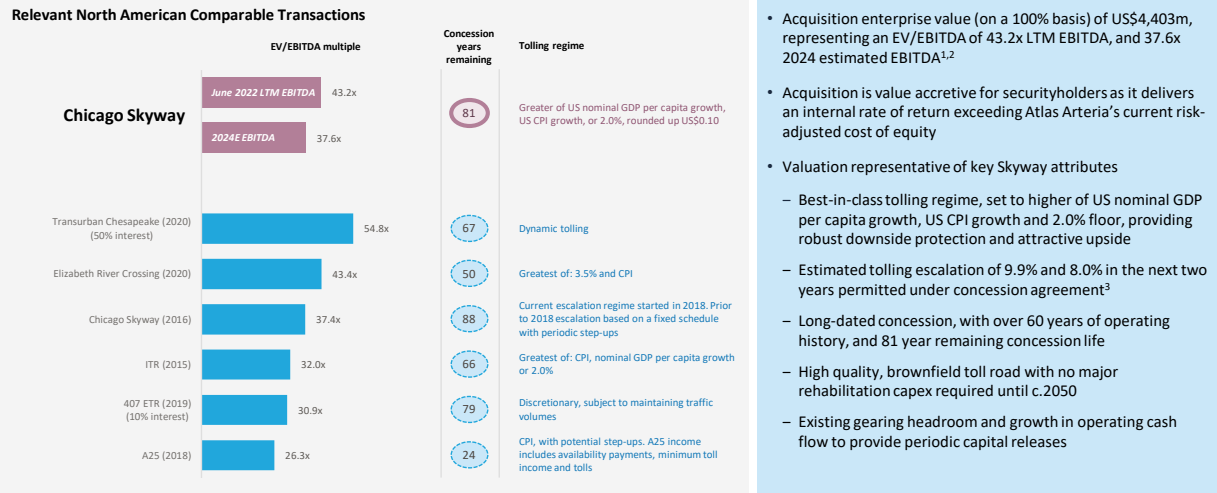 Relevant North American Comparable Transactions
EV/EBITDA multiple
Concession
years
remaining
Tolling regime
Chicago Skyway
June 2022 LTM EBITDA
43.2x
2024E EBITDA
37.6x
81
Greater of US nominal GDP per capita growth,
US CPI growth, or 2.0%, rounded up US$0.10
Transurban Chesapeake (2020)
(50% interest)
54.8x
67
Dynamic tolling
Elizabeth River Crossing (2020)
43.4x
50
Greatest of: 3.5% and CPI
Chicago Skyway (2016)
37.4x
88
Current escalation regime started in 2018. Prior
to 2018 escalation based on a fixed schedule
with periodic step-ups
ITR (2015)
32.0x
66
Greatest of: CPI, nominal GDP per capita growth
or 2.0%
407 ETR (2019)
(10% interest)
30.9x
79
Discretionary, subject to maintaining traffic
volumes
A25 (2018)
26.3x
24
CPI, with potential step-ups. A25 income
includes availability payments, minimum toll
income and tolls
• Acquisition enterprise value (on a 100% basis) of US$4,403m,
representing an EV/EBITDA of 43.2x LTM EBITDA, and 37.6x
2024 estimated EBITDA1,2
• Acquisition is value accretive for securityholders as it delivers
an internal rate of return exceeding Atlas Arteria's current risk-
adjusted cost of equity
• Valuation representative of key Skyway attributes
– Best-in-class tolling regime, set to higher of US nominal GDP
per capita growth, US CPI growth and 2.0% floor, providing
robust downside protection and attractive upside
– Estimated tolling escalation of 9.9% and 8.0% in the next two
years permitted under concession agreement3
– Long-dated concession, with over 60 years of operating
history, and 81 year remaining concession life
– High quality, brownfield toll road with no major
rehabilitation capex required until c.2050
– Existing gearing headroom and growth in operating cash
flow to provide periodic capital releases